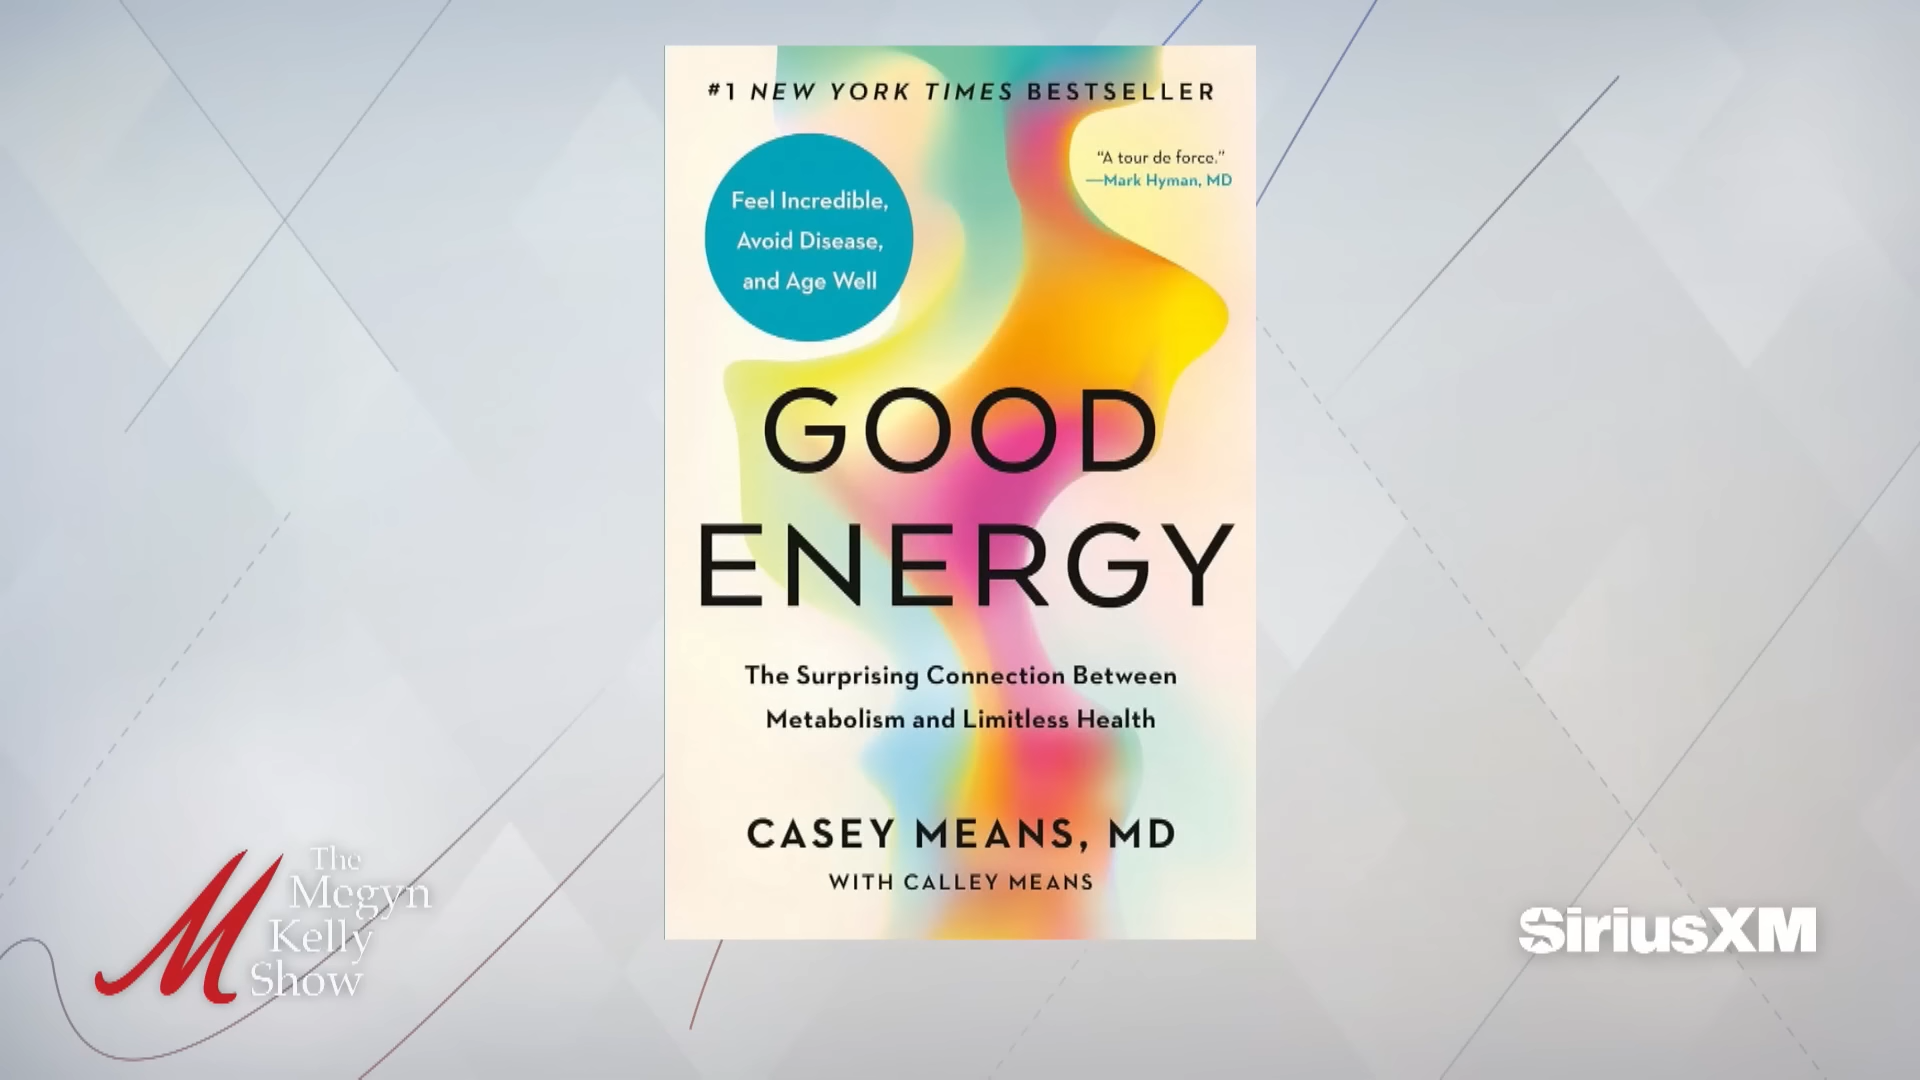 #1 NEW YORK TIMES BESTSELLER
"A tour de force."
—Mark Hyman, MD
Feel Incredible,
Avoid Disease,
and Age Well
GOOD
ENERGY
The Surprising Connection Between
Metabolism and Limitless Health
CASEY MEANS, MD
WITH CALLEY MEANS
The
Megyn
Kelly
Show
M
SiriusXM